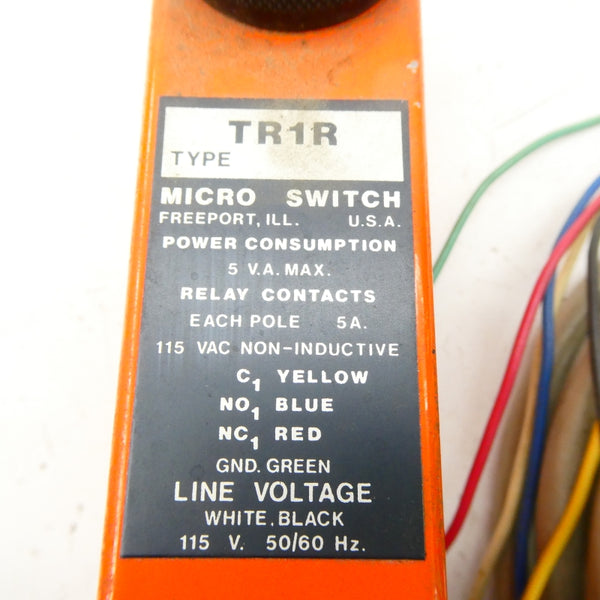 TR1R
TYPE
MICRO SWITCH
FREEPORT, ILL. U.S.A.
POWER CONSUMPTION
5 V.A. MAX.
RELAY CONTACTS
EACH POLE 5A.
115 VAC NON-INDUCTIVE
C1 YELLOW
NO1 BLUE
NC1 RED
GND. GREEN
LINE VOLTAGE
WHITE, BLACK
115 V. 50/60 Hz.